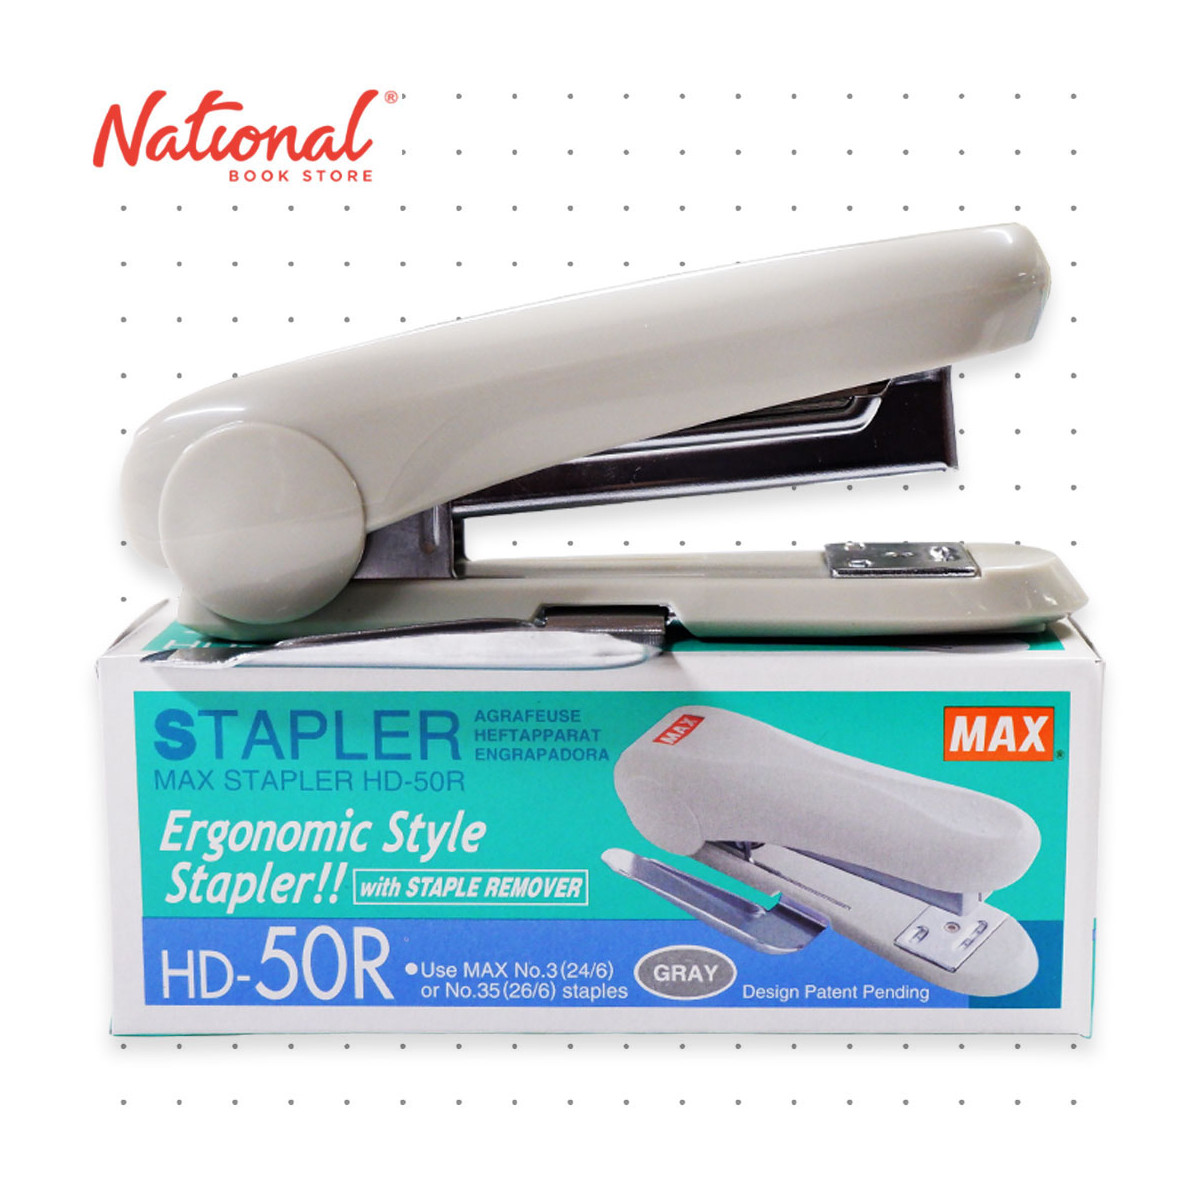 National®
BOOK STORE
STAPLER
AGRAFEUSE
HEFTAPPARAT
ENGRAPADORA
MAX STAPLER HD-50R
MAX
MAX®
Ergonomic Style
Stapler!! with STAPLE REMOVER
HD-50R
•Use MAX No.3(24/6)
or No.35(26/6) staples
GRAY
Design Patent Pending